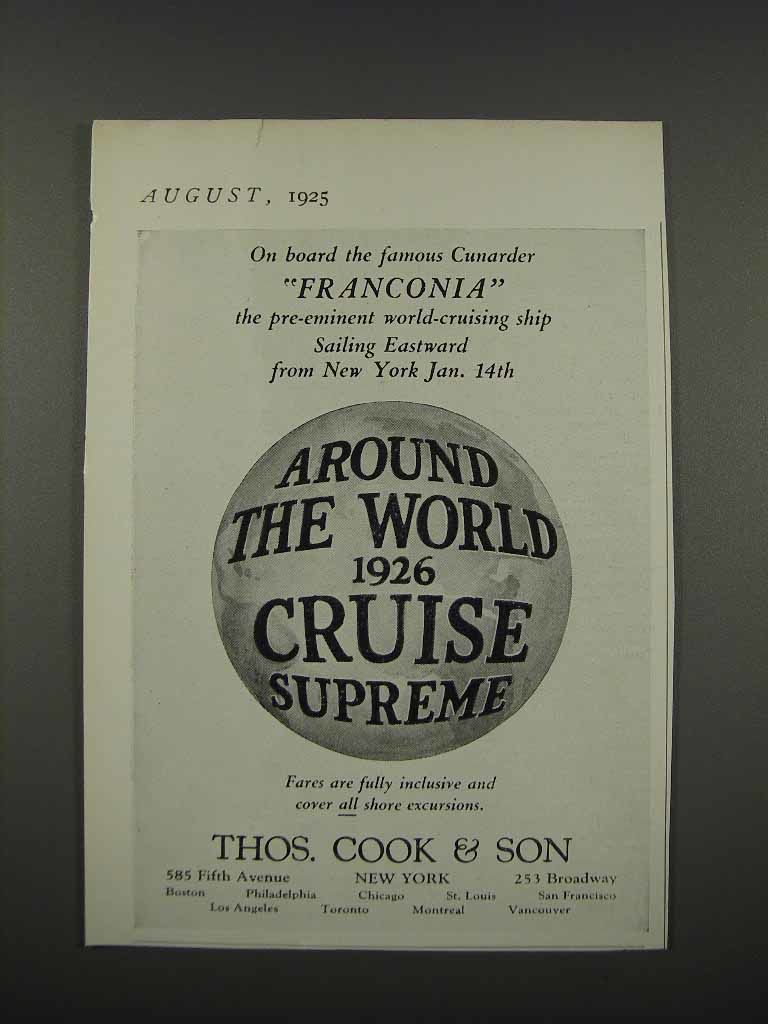 AUGUST, 1925
On board the famous Cunarder
"FRANCONIA"
the pre-eminent world-cruising ship
Sailing Eastward
from New York Jan. 14th
AROUND
THE WORLD
1926
CRUISE
SUPREME
Fares are fully inclusive and
cover all shore excursions.
THOS. COOK & SON
585 Fifth Avenue NEW YORK 253 Broadway
Boston Philadelphia Chicago St. Louis San Francisco
Los Angeles Toronto Montreal Vancouver